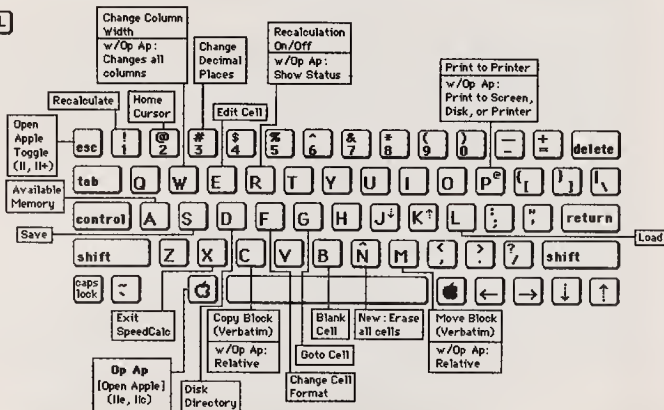 L
Change Column
Width
w/Op Ap:
Changes all
columns
Change
Decimal
Places
Recalculation
On/Off
w/Op Ap:
Show Status
Print to Printer
w/Op Ap:
Print to Screen,
Disk, or Printer
Recalculate
Home
Cursor
Edit Cell
Open
Apple
Toggle
(II, II+)
esc ! 1 @ 2 # 3 $ 4 % 5 ^ 6 & 7 * 8 ( 9 ) 0 — - + = delete
tab Q W E R T Y U I O P@ { [ } ] | \
Available
Memory
control A S D F G H J↓ K↑ L : ; " ' return
Save
Load
shift Z X C V B N^ M < , > . ? / shift
caps
lock ~ ` ← → ↓ ↑
Exit
SpeedCalc
Copy Block
(Verbatim)
w/Op Ap:
Relative
Blank
Cell
New: Erase
all cells
Move Block
(Verbatim)
w/Op Ap:
Relative
Goto Cell
Op Ap
[Open Apple]
(IIe, IIc)
Disk
Directory
Change Cell
Format